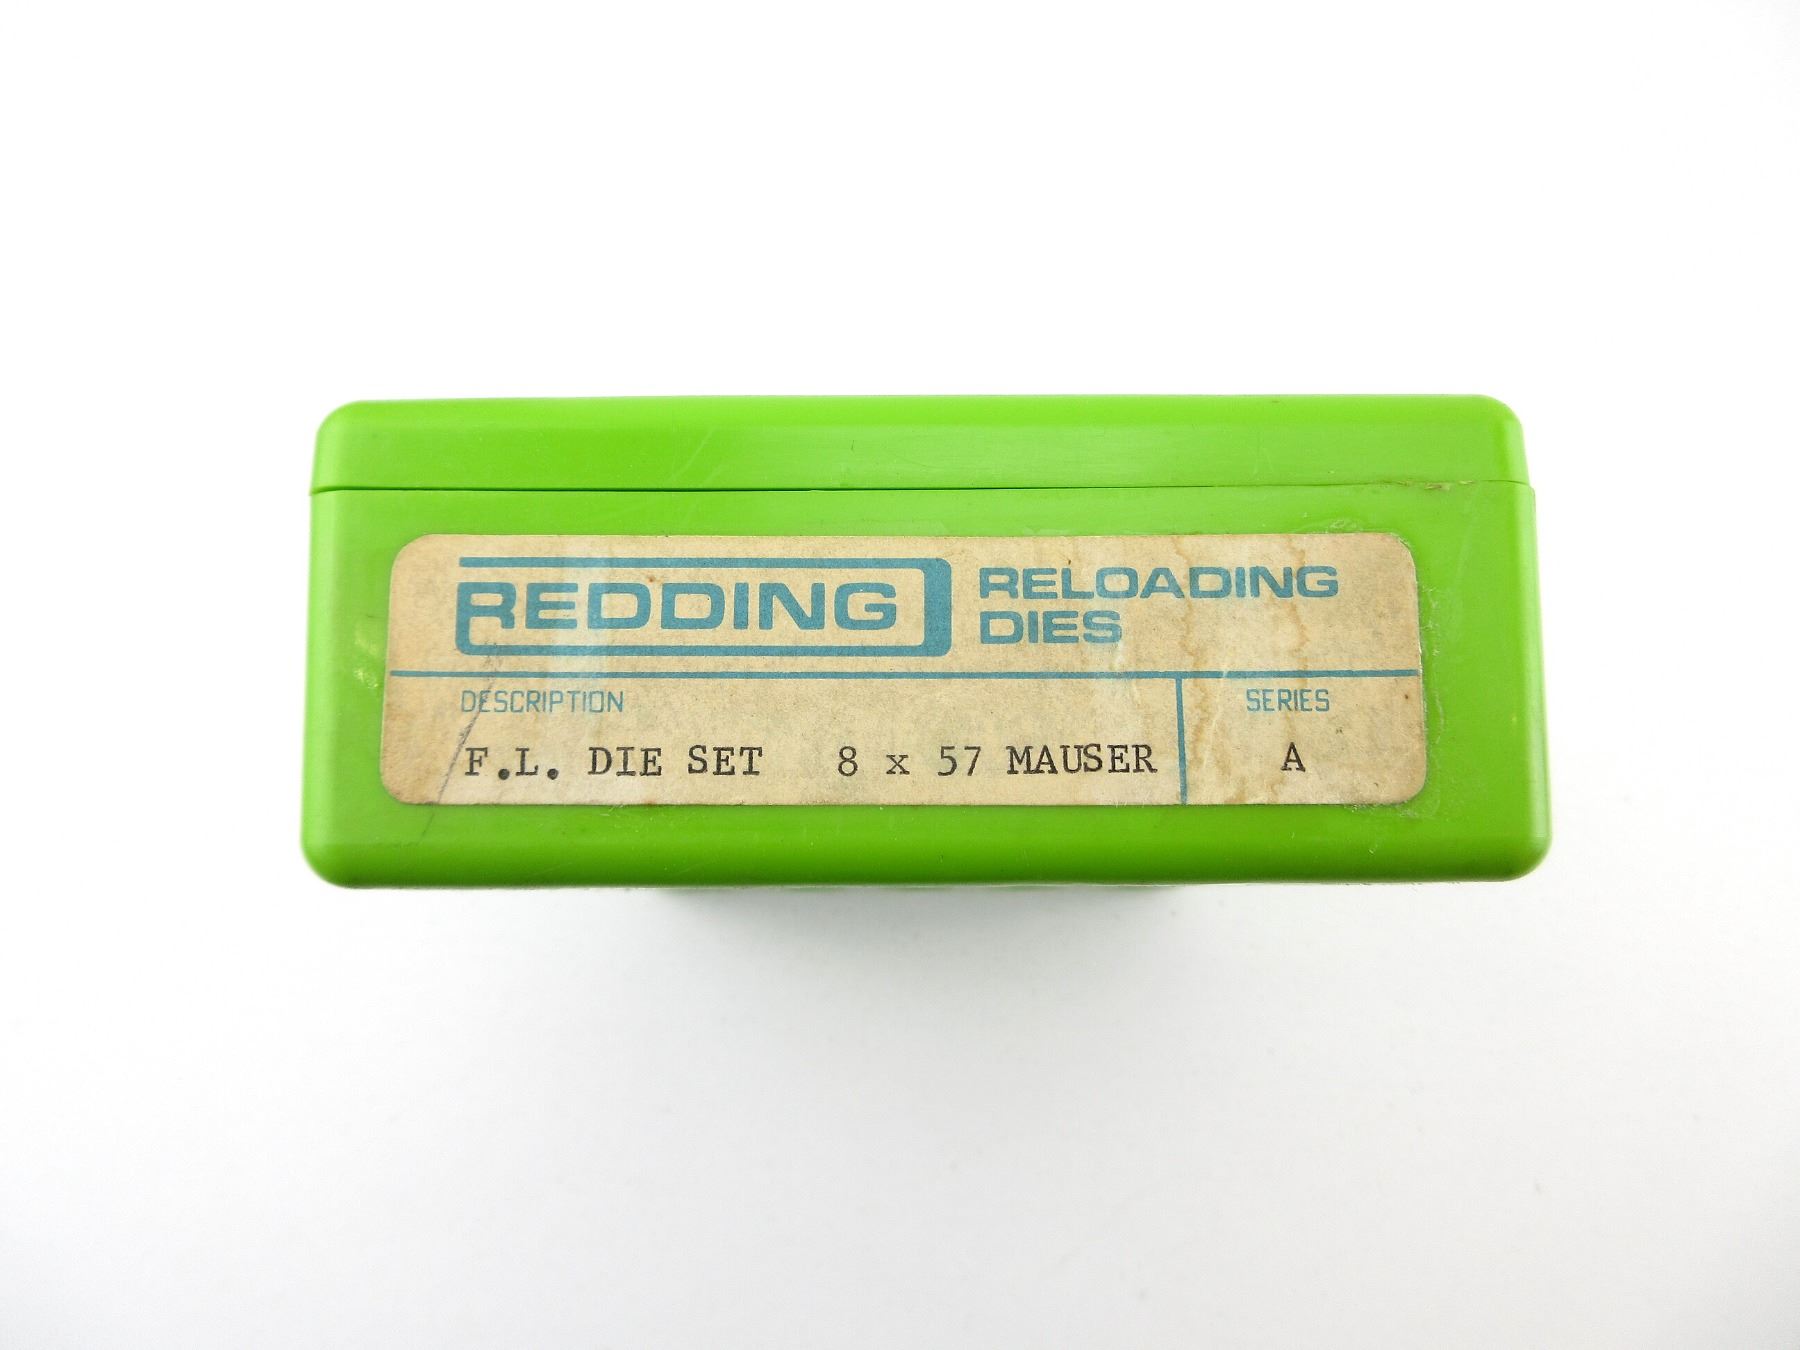 REDDING
RELOADING
DIES
DESCRIPTION
F.L. DIE SET 8 x 57 MAUSER
SERIES
A